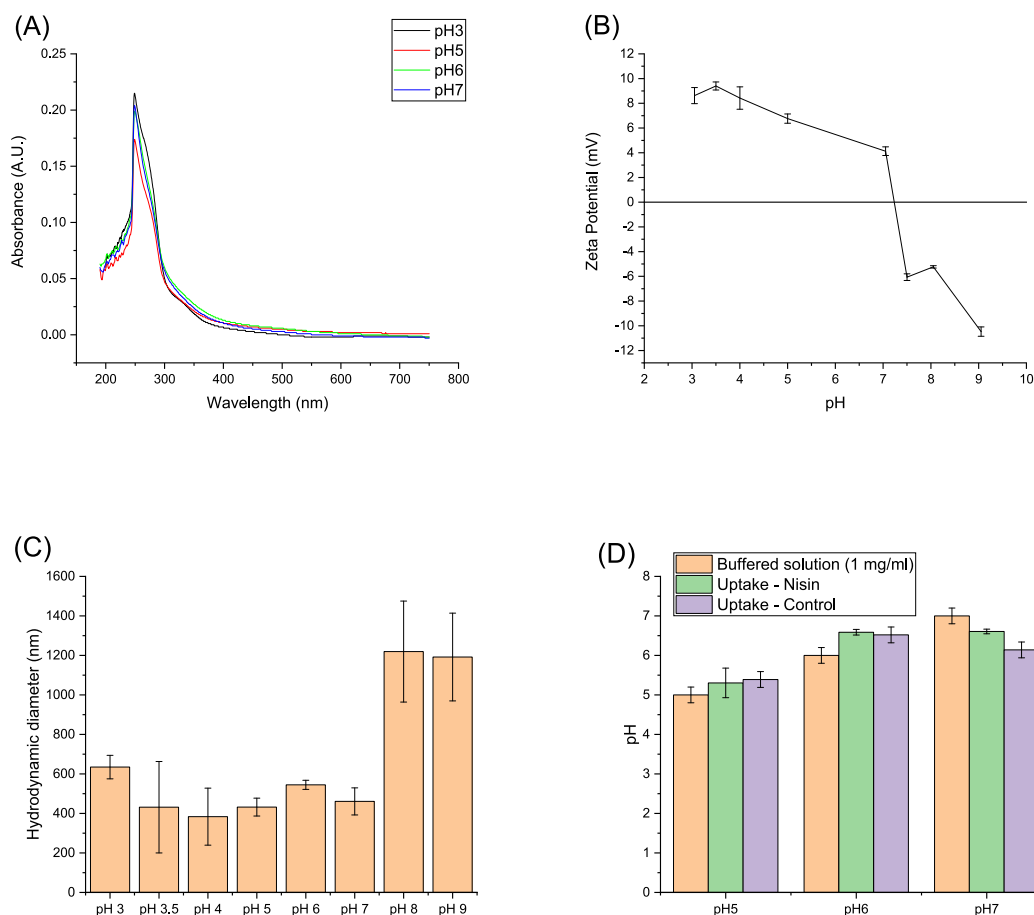 (A)
pH3
pH5
pH6
pH7
0.25
0.20
0.15
0.10
0.05
0.00
Absorbance (A.U.)
200 300 400 500 600 700 800
Wavelength (nm)
(B)
12
10
8
6
4
2
0
-2
-4
-6
-8
-10
-12
Zeta Potential (mV)
2 3 4 5 6 7 8 9 10
pH
(C)
1600
1400
1200
1000
800
600
400
200
0
Hydrodynamic diameter (nm)
pH 3 pH 3.5 pH 4 pH 5 pH 6 pH 7 pH 8 pH 9
(D)
Buffered solution (1 mg/ml)
Uptake - Nisin
Uptake - Control
8
7
6
5
4
3
2
1
0
pH
pH5 pH6 pH7